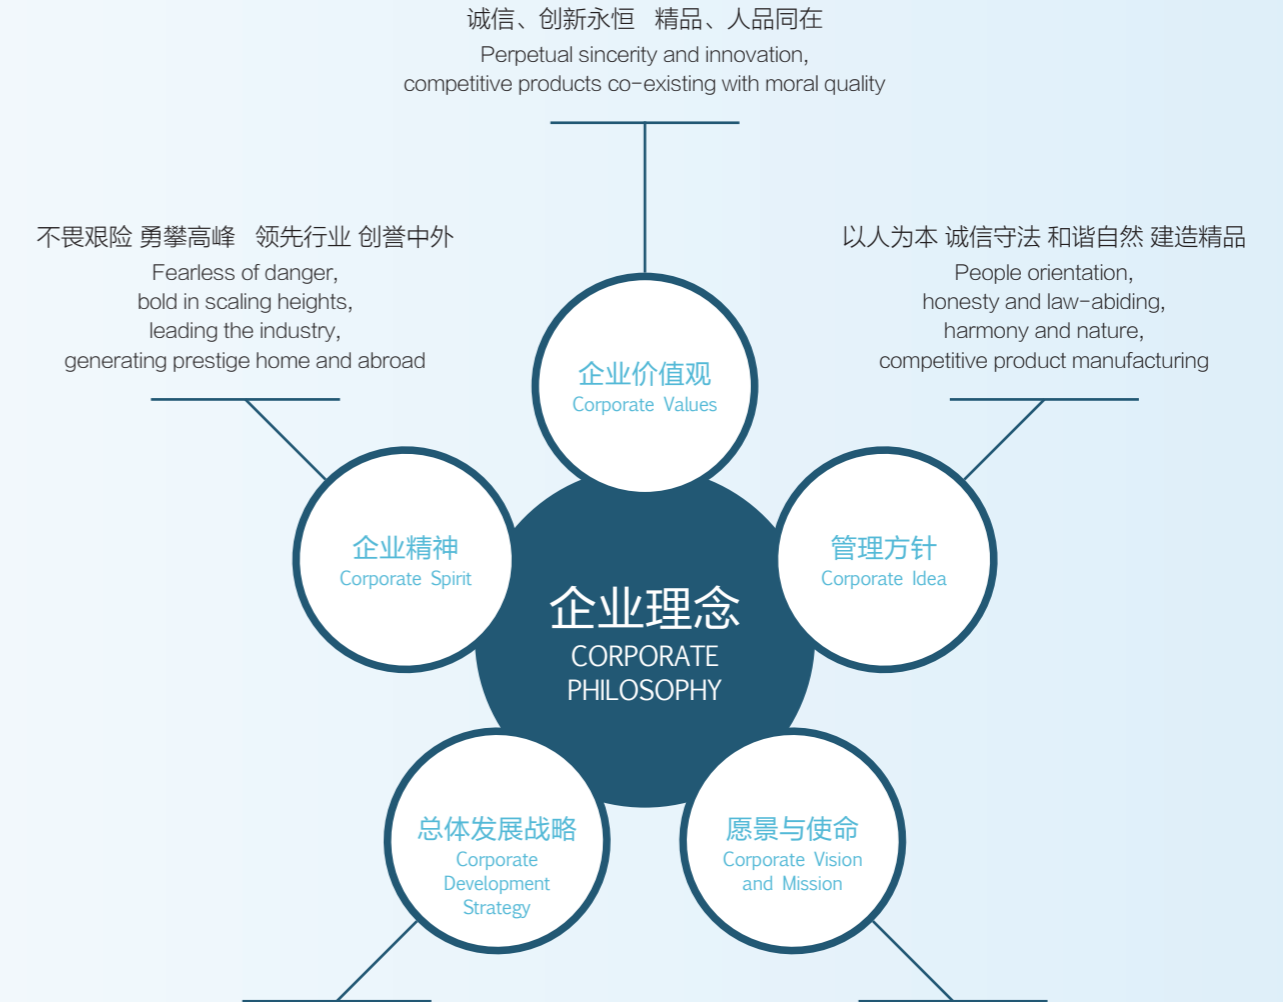 诚信、创新永恒 精品、人品同在
Perpetual sincerity and innovation,
competitive products co-existing with moral quality
不畏艰险 勇攀高峰 领先行业 创誉中外
Fearless of danger,
bold in scaling heights,
leading the industry,
generating prestige home and abroad
以人为本 诚信守法 和谐自然 建造精品
People orientation,
honesty and law-abiding,
harmony and nature,
competitive product manufacturing
企业价值观
Corporate Values
企业精神
Corporate Spirit
管理方针
Corporate Idea
企业理念
CORPORATE
PHILOSOPHY
总体发展战略
Corporate
Development
Strategy
愿景与使命
Corporate Vision
and Mission